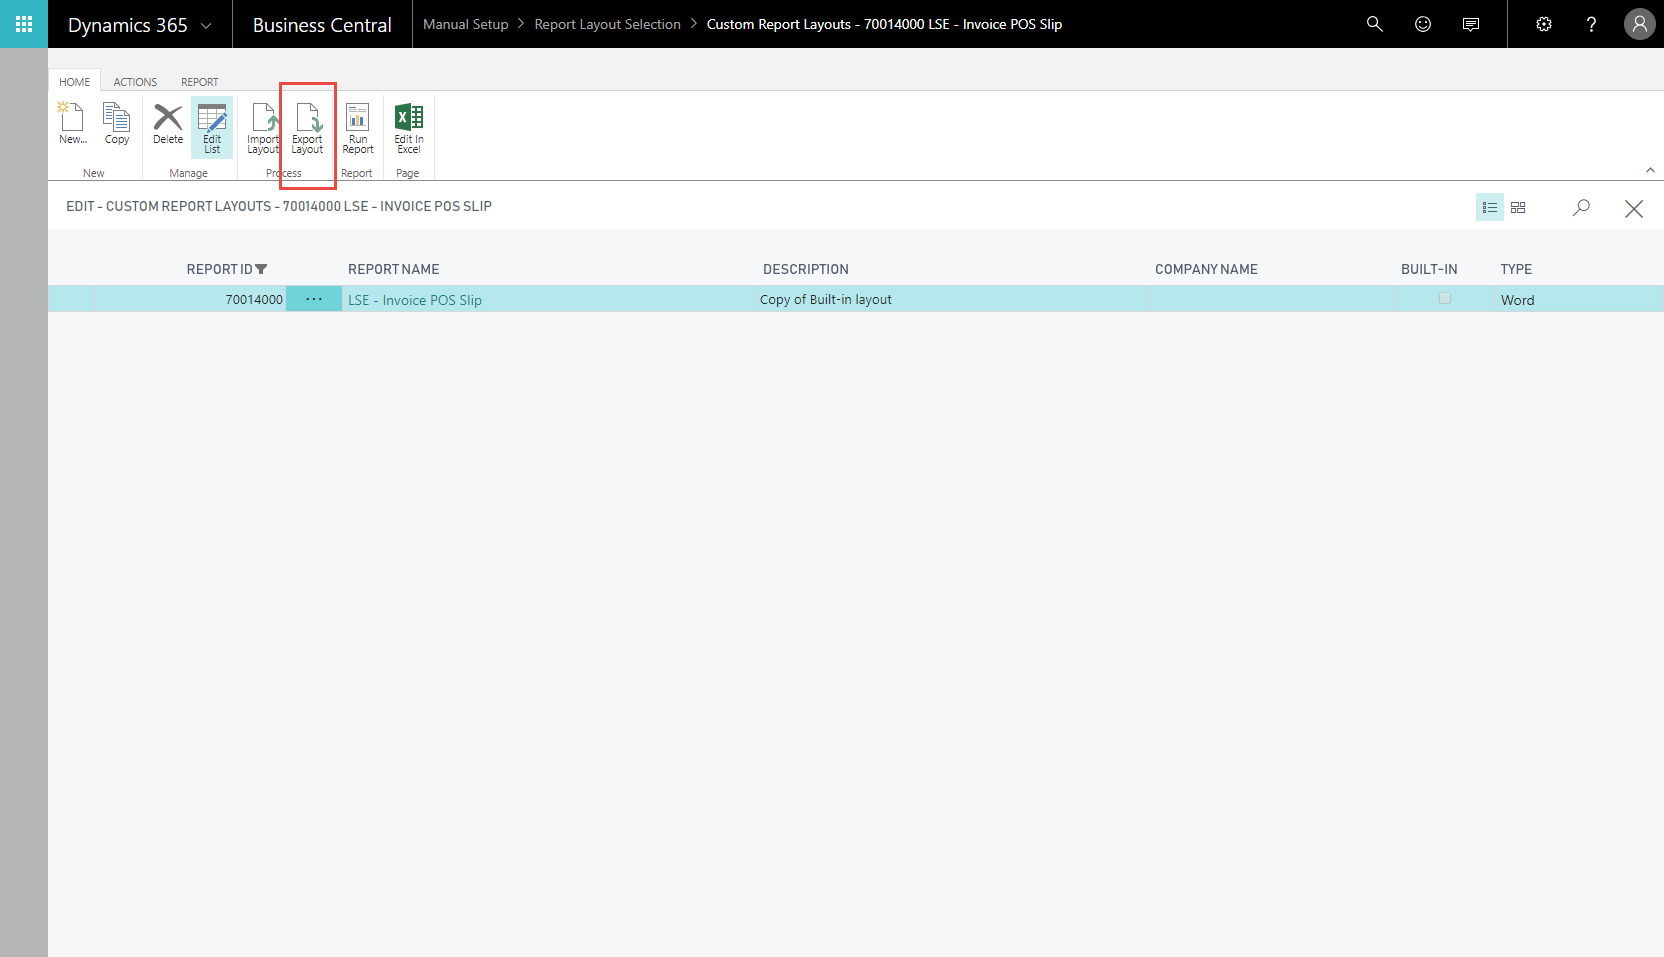 Dynamics 365 Business Central Manual Setup > Report Layout Selection > Custom Report Layouts - 70014000 LSE - Invoice POS Slip ?
HOME ACTIONS REPORT
New... Copy Delete Edit List Import Layout Export Layout Run Report Edit In Excel
New Manage Process Report Page
EDIT - CUSTOM REPORT LAYOUTS - 70014000 LSE - INVOICE POS SLIP
REPORT ID REPORT NAME DESCRIPTION COMPANY NAME BUILT-IN TYPE
70014000 ... LSE - Invoice POS Slip Copy of Built-in layout Word